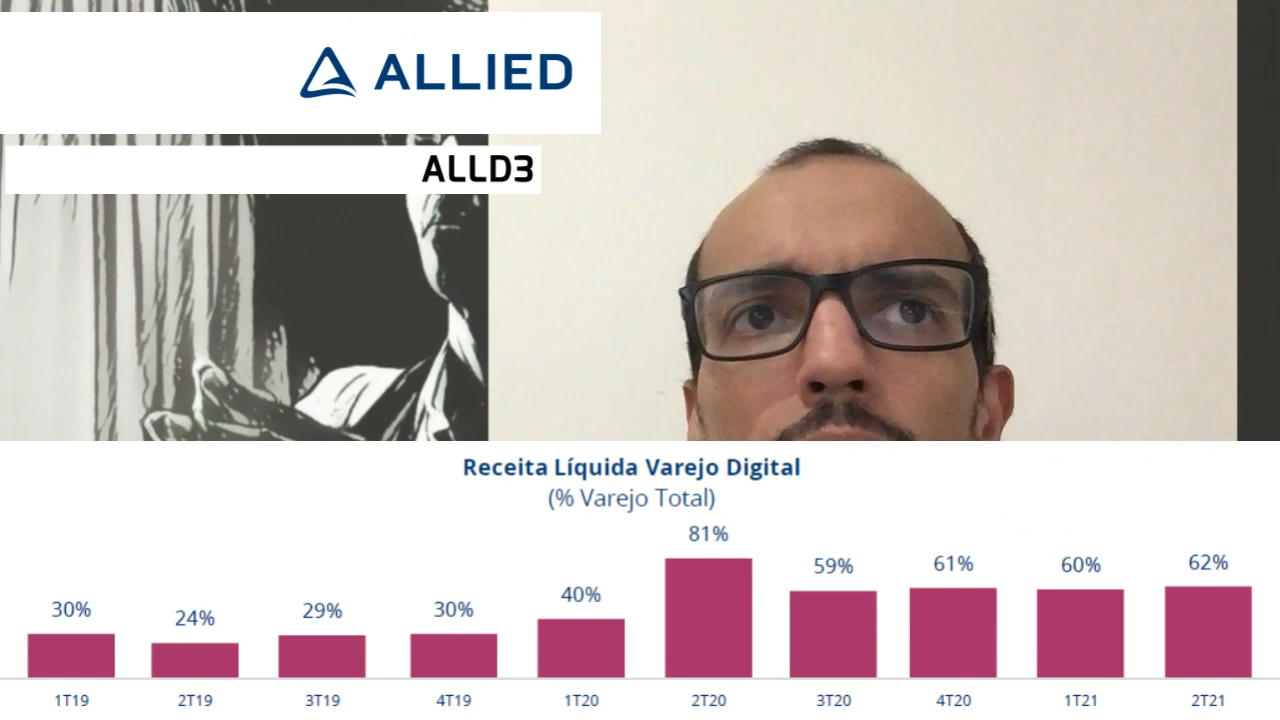 ALLIED
ALLD3
Receita Líquida Varejo Digital
(% Varejo Total)
30% 24% 29% 30% 40% 81% 59% 61% 60% 62%
1T19 2T19 3T19 4T19 1T20 2T20 3T20 4T20 1T21 2T21